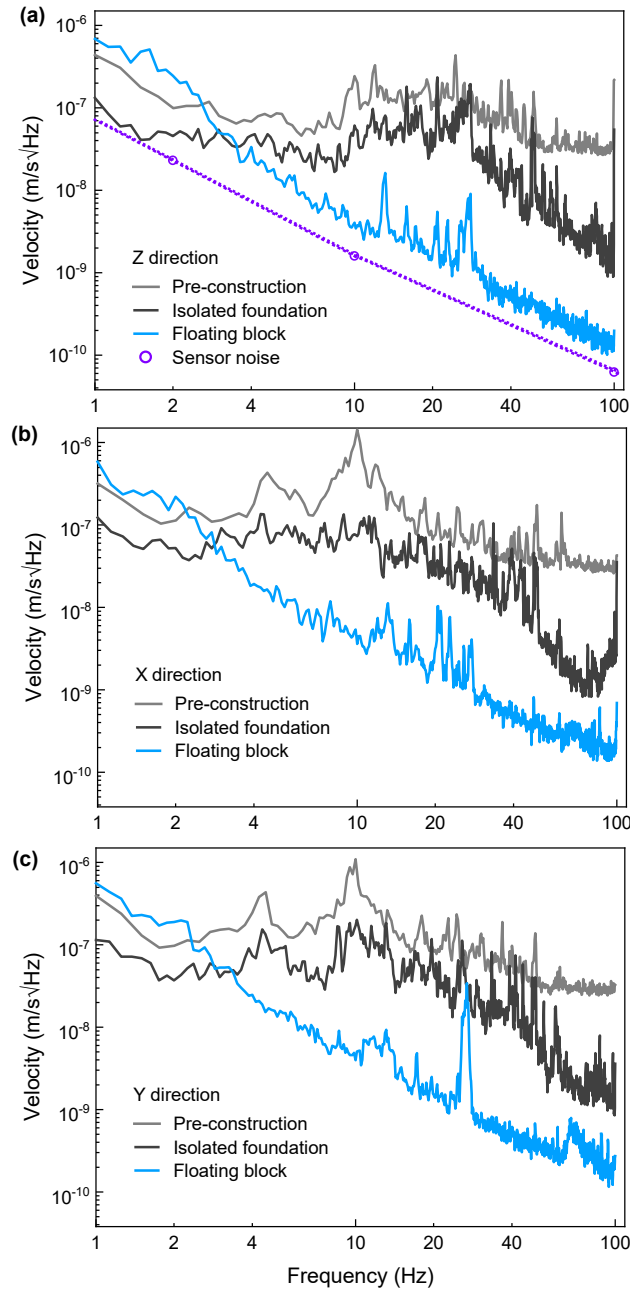 (a)
10⁻⁶
10⁻⁷
10⁻⁸
10⁻⁹
10⁻¹⁰
Velocity (m/s√Hz)
Z direction
Pre-construction
Isolated foundation
Floating block
Sensor noise
1 2 4 10 20 40 100
(b)
10⁻⁶
10⁻⁷
10⁻⁸
10⁻⁹
10⁻¹⁰
Velocity (m/s√Hz)
X direction
Pre-construction
Isolated foundation
Floating block
1 2 4 10 20 40 100
(c)
10⁻⁶
10⁻⁷
10⁻⁸
10⁻⁹
10⁻¹⁰
Velocity (m/s√Hz)
Y direction
Pre-construction
Isolated foundation
Floating block
1 2 4 10 20 40 100
Frequency (Hz)